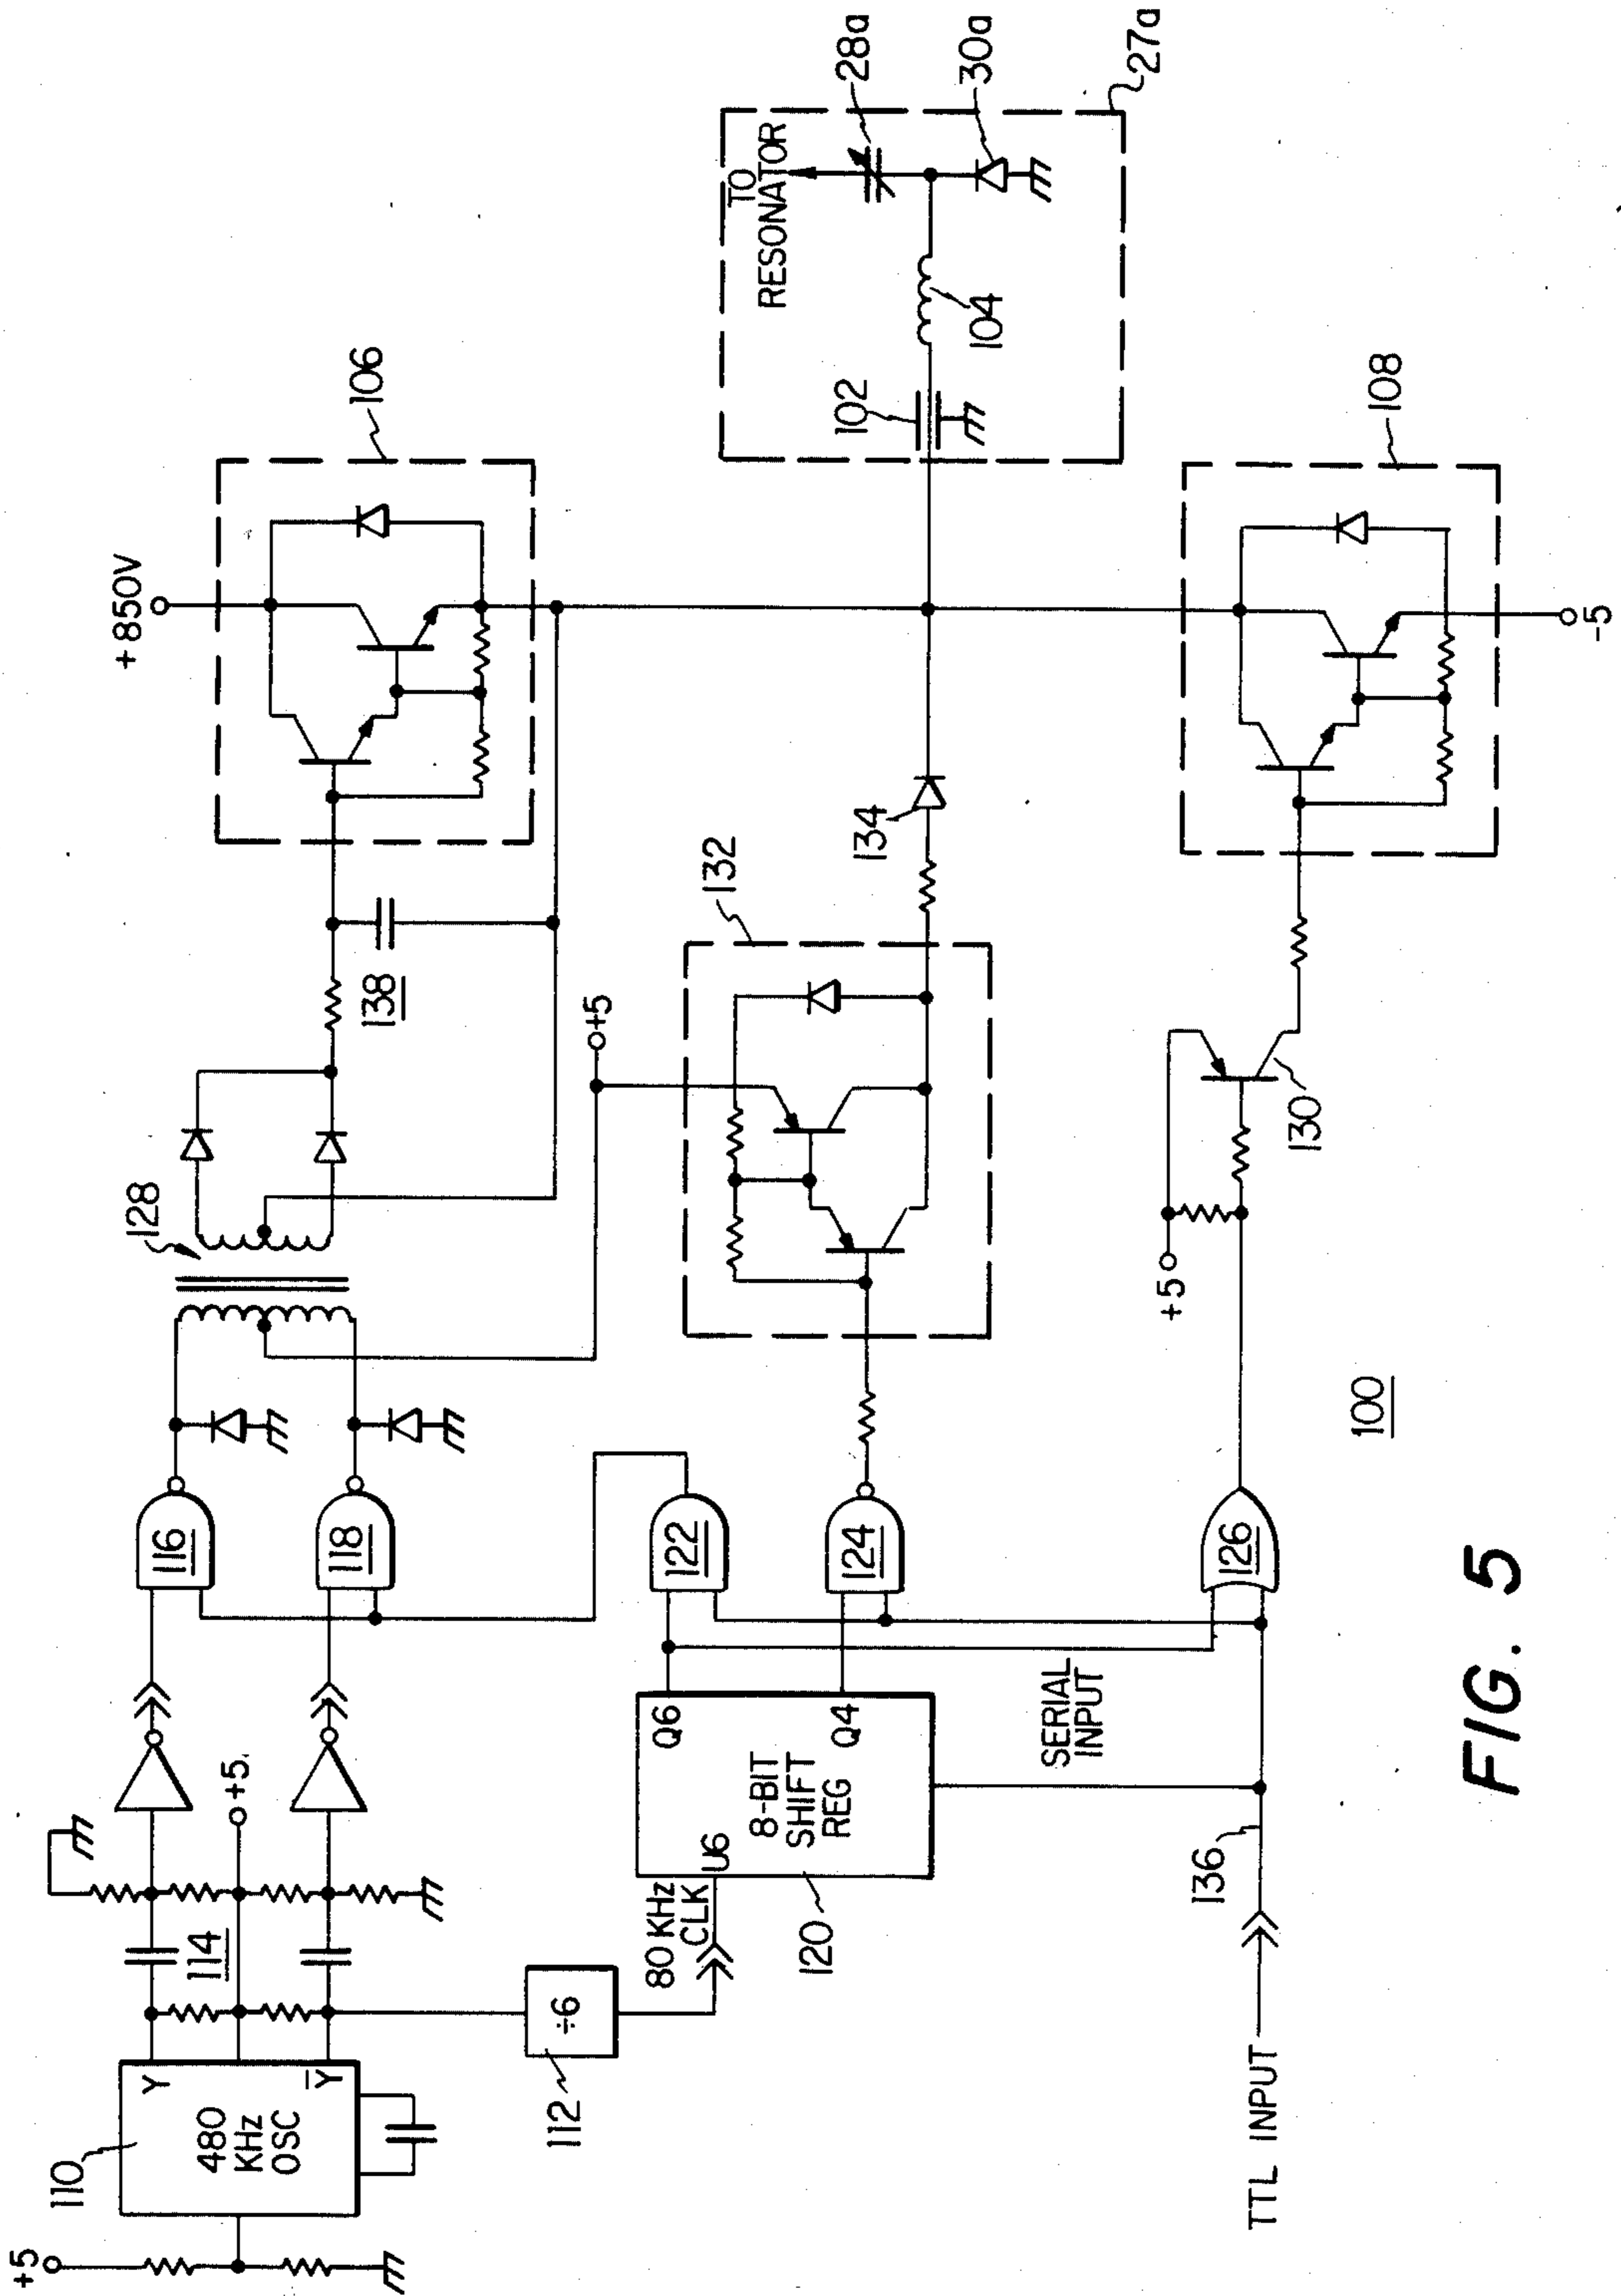 +850V
106
TO
RESONATOR
28a
30a
27a
102
104
108
-5
128
138
132
+5
134
130
+5
116
118
122
124
126
100
+5
110
480
KHz
OSC
Y
Y̅
114
+5
÷6
112
80 KHz
CLK
U6
Q6
8-BIT
SHIFT
REG
Q4
120
SERIAL
INPUT
136
TTL INPUT
FIG. 5